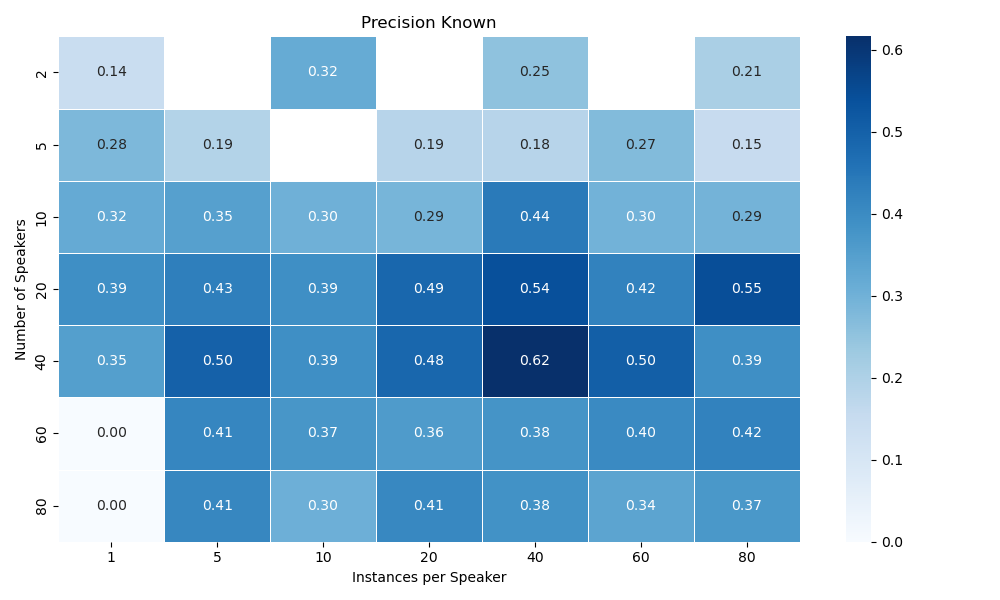 Precision Known
Number of Speakers
2 0.14 0.32 0.25 0.21
5 0.28 0.19 0.19 0.18 0.27 0.15
10 0.32 0.35 0.30 0.29 0.44 0.30 0.29
20 0.39 0.43 0.39 0.49 0.54 0.42 0.55
40 0.35 0.50 0.39 0.48 0.62 0.50 0.39
60 0.00 0.41 0.37 0.36 0.38 0.40 0.42
80 0.00 0.41 0.30 0.41 0.38 0.34 0.37
1 5 10 20 40 60 80
Instances per Speaker
0.6
0.5
0.4
0.3
0.2
0.1
0.0